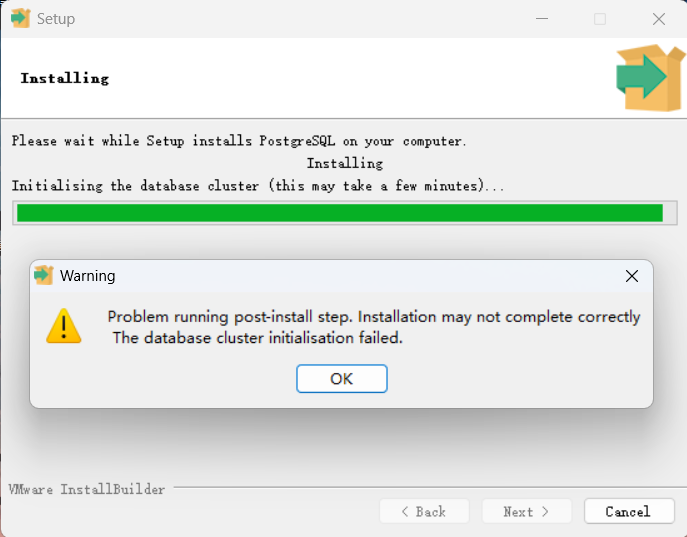 Setup
Installing
Please wait while Setup installs PostgreSQL on your computer.
Installing
Initialising the database cluster (this may take a few minutes)...
Warning
Problem running post-install step. Installation may not complete correctly
The database cluster initialisation failed.
OK
VMware InstallBuilder
< Back
Next >
Cancel